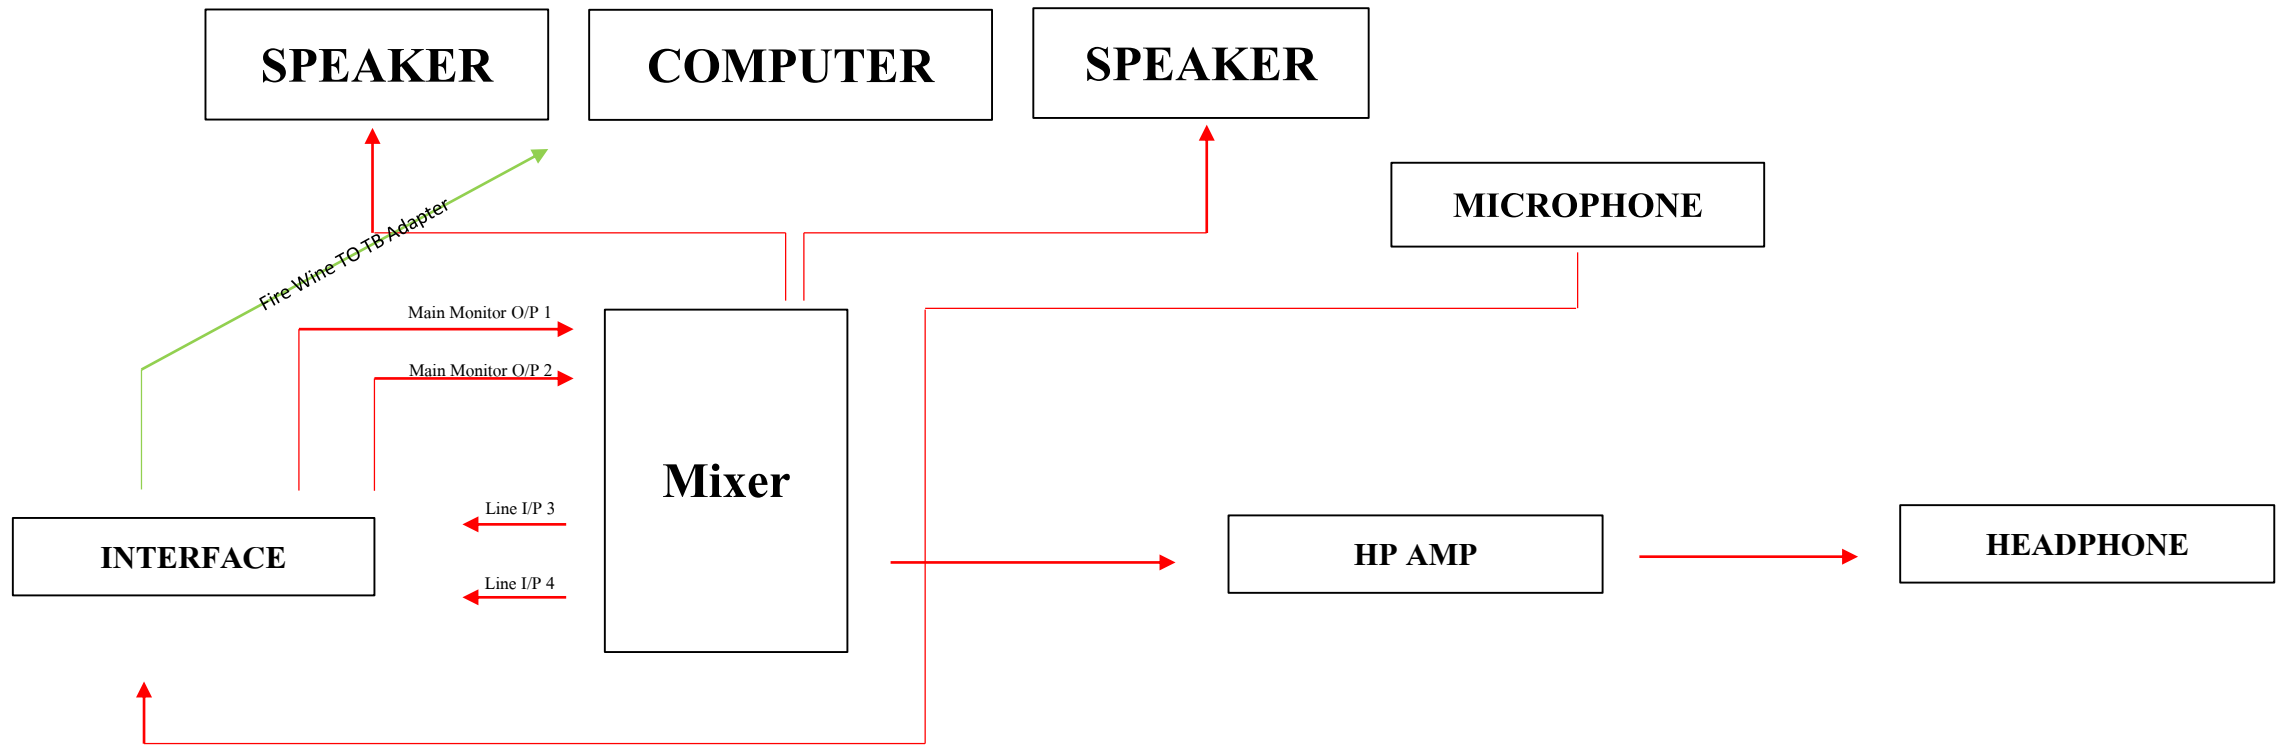 SPEAKER
COMPUTER
SPEAKER
MICROPHONE
Fire Wine TO TB Adapter
Main Monitor O/P 1
Main Monitor O/P 2
Mixer
Line I/P 3
INTERFACE
HP AMP
HEADPHONE
Line I/P 4